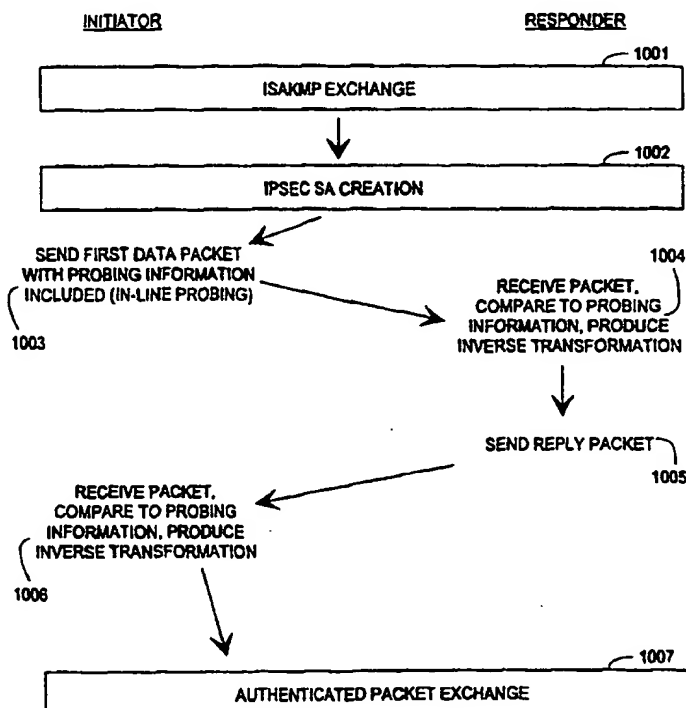 INITIATOR
RESPONDER
1001
ISAKMP EXCHANGE
1002
IPSEC SA CREATION
SEND FIRST DATA PACKET
WITH PROBING INFORMATION
INCLUDED (IN-LINE PROBING)
1003
1004
RECEIVE PACKET,
COMPARE TO PROBING
INFORMATION, PRODUCE
INVERSE TRANSFORMATION
SEND REPLY PACKET
1005
RECEIVE PACKET,
COMPARE TO PROBING
INFORMATION, PRODUCE
INVERSE TRANSFORMATION
1006
1007
AUTHENTICATED PACKET EXCHANGE